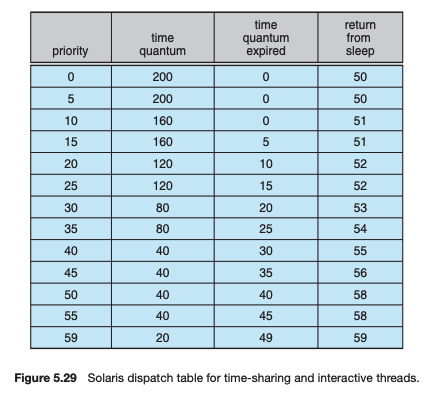 priority time quantum time quantum expired return from sleep
0 200 0 50
5 200 0 50
10 160 0 51
15 160 5 51
20 120 10 52
25 120 15 52
30 80 20 53
35 80 25 54
40 40 30 55
45 40 35 56
50 40 40 58
55 40 45 58
59 20 49 59
Figure 5.29 Solaris dispatch table for time-sharing and interactive threads.